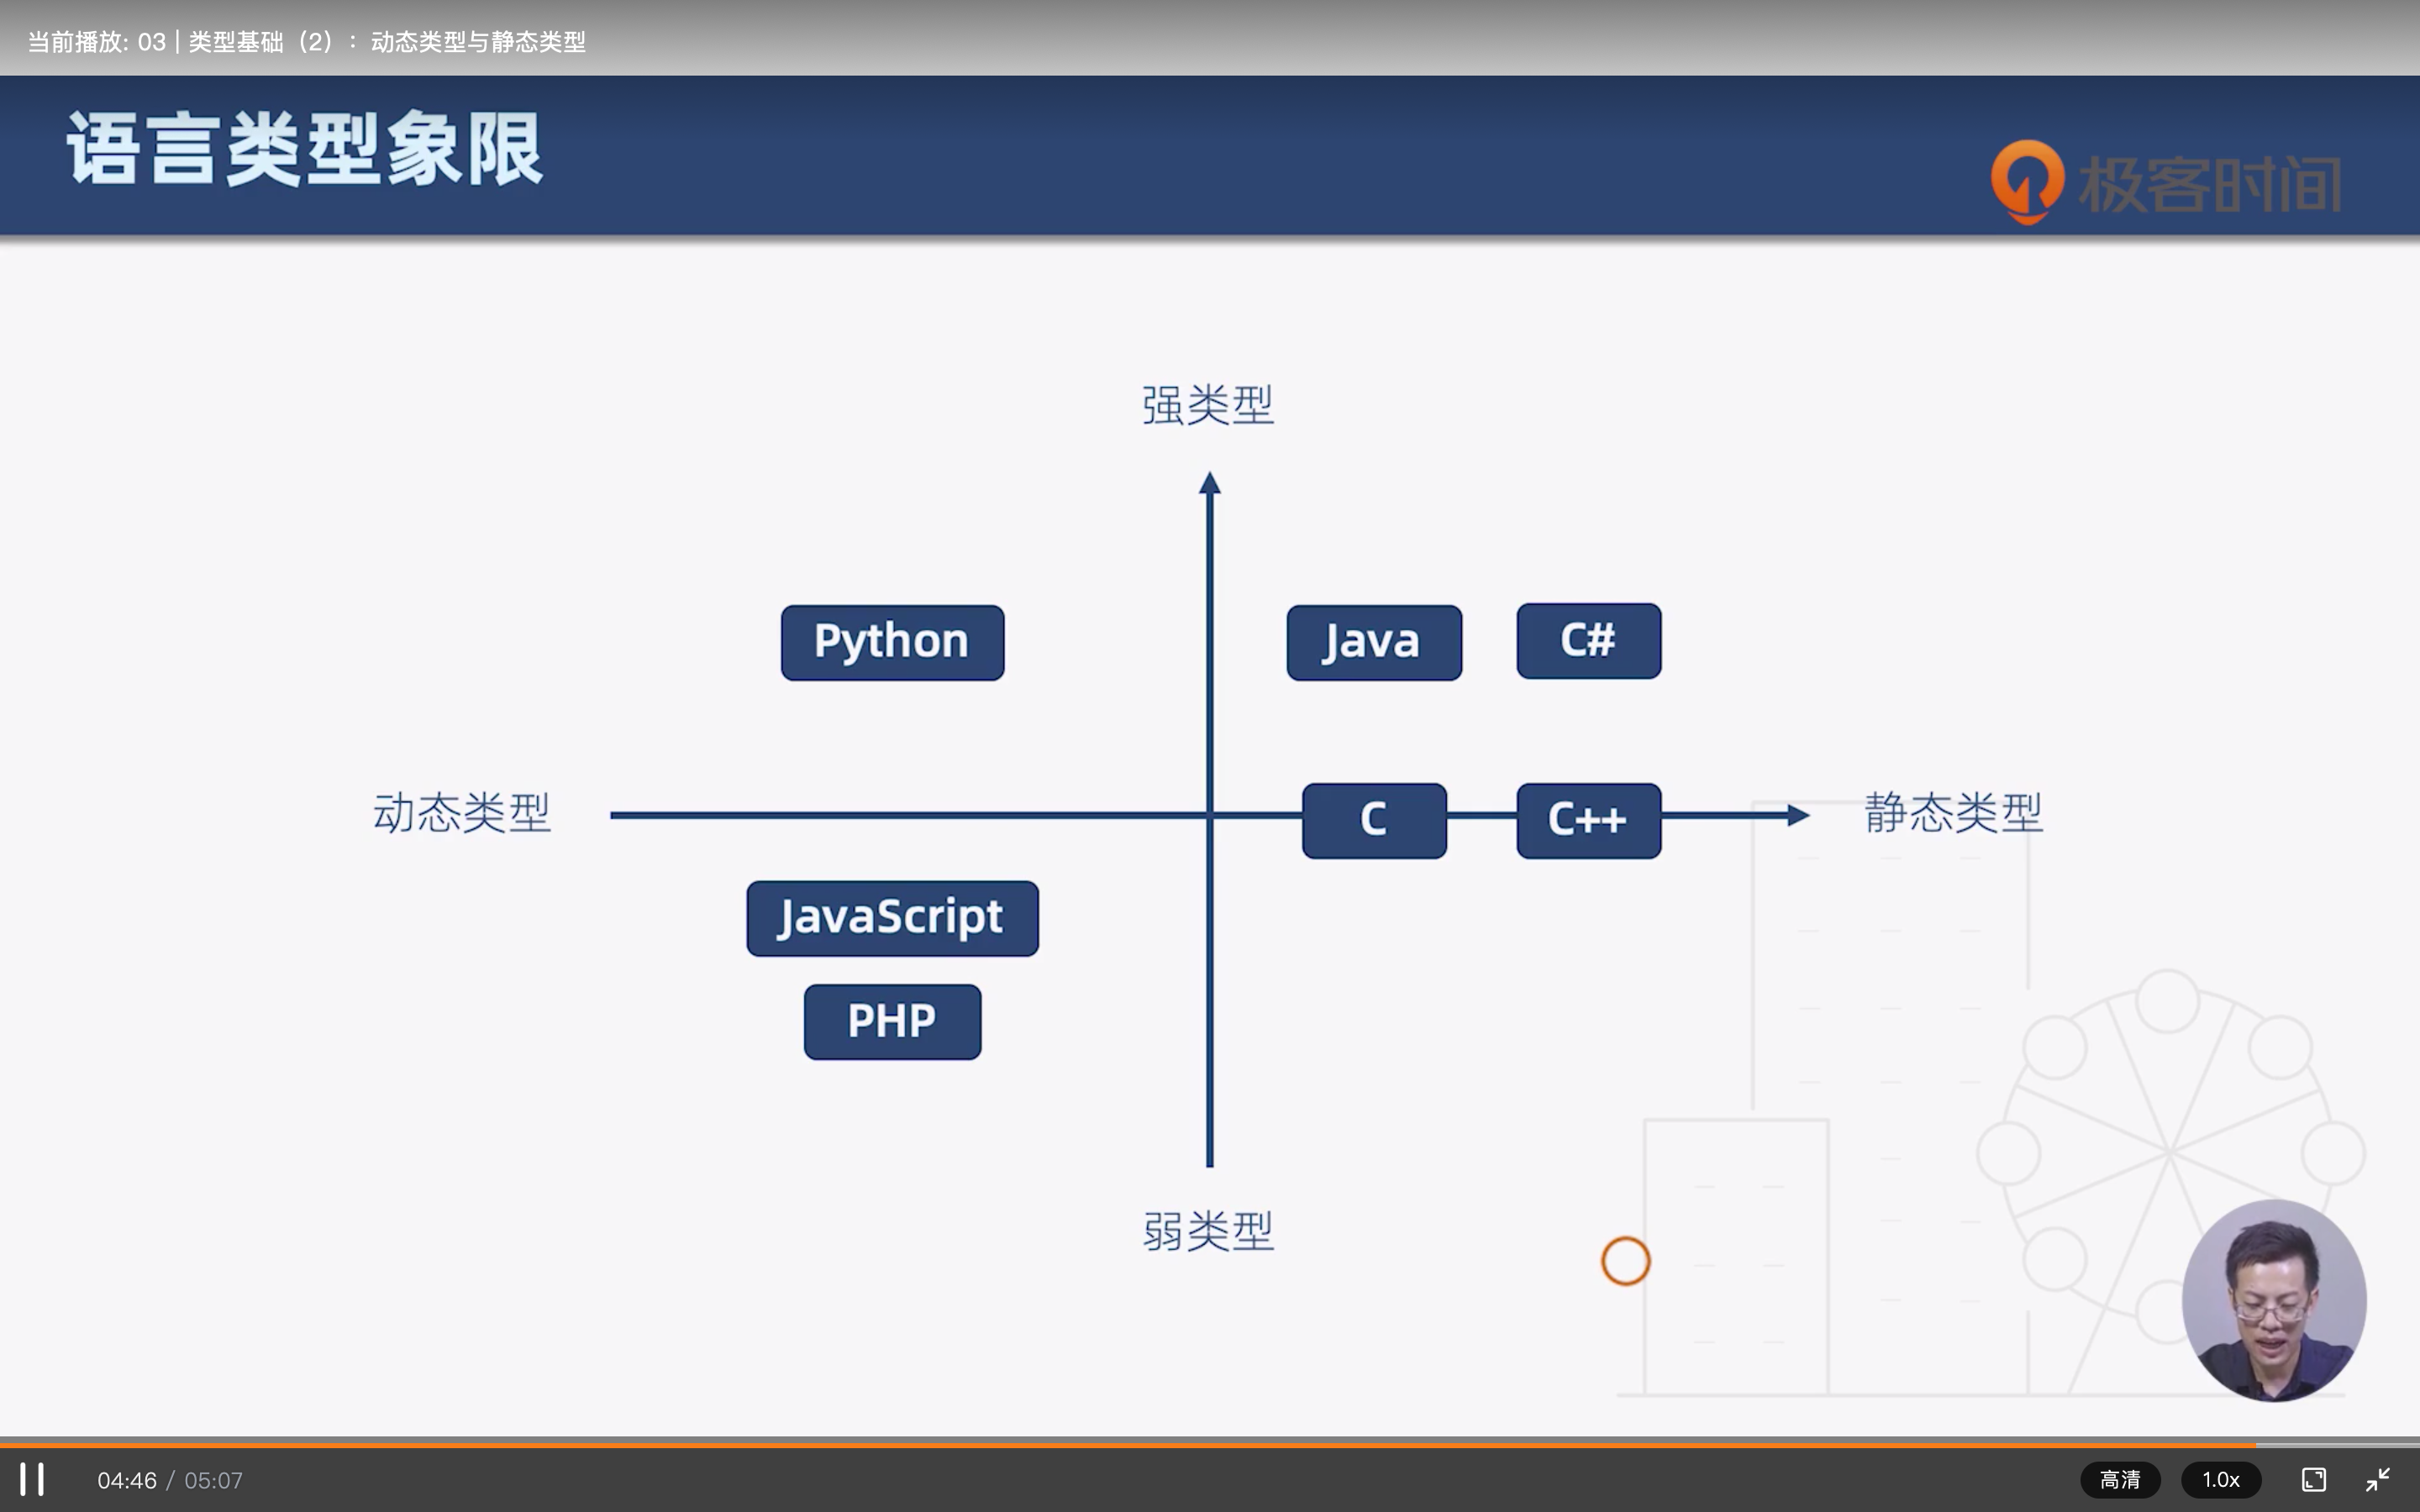 当前播放: 03 | 类型基础（2）：动态类型与静态类型
语言类型象限
极客时间
强类型
Python
Java
C#
动态类型
C
C++
静态类型
JavaScript
PHP
弱类型
04:46 / 05:07
高清
1.0x